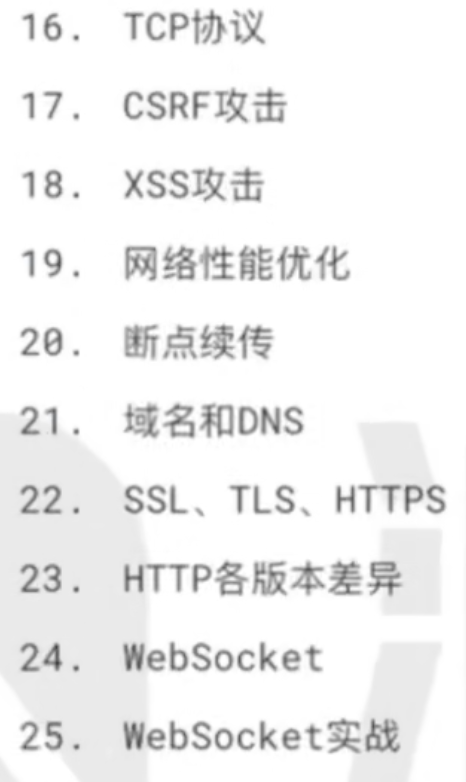 16. TCP协议
17. CSRF攻击
18. XSS攻击
19. 网络性能优化
20. 断点续传
21. 域名和DNS
22. SSL、TLS、HTTPS
23. HTTP各版本差异
24. WebSocket
25. WebSocket实战